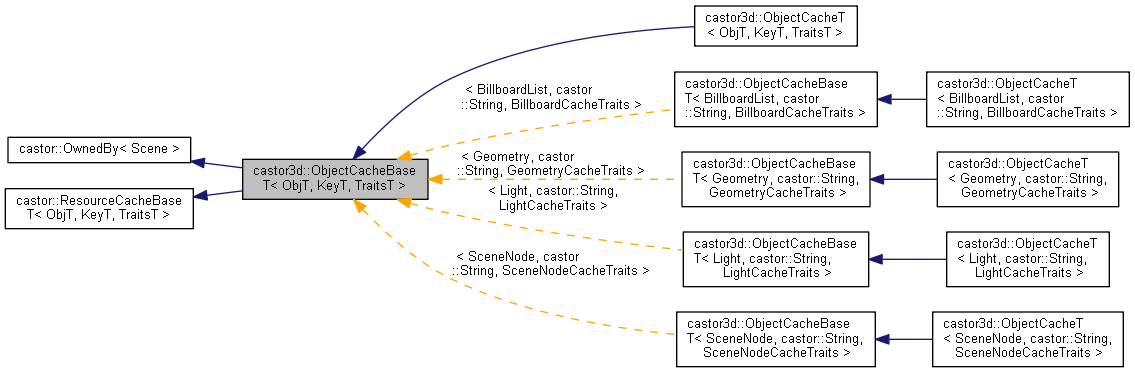 castor3d::ObjectCacheT
< ObjT, KeyT, TraitsT >
< BillboardList, castor
::String, BillboardCacheTraits >
castor3d::ObjectCacheBase
T< BillboardList, castor
::String, BillboardCacheTraits >
castor3d::ObjectCacheT
< BillboardList, castor
::String, BillboardCacheTraits >
castor::OwnedBy< Scene >
castor::ResourceCacheBase
T< ObjT, KeyT, TraitsT >
castor3d::ObjectCacheBase
T< ObjT, KeyT, TraitsT >
< Geometry, castor
::String, GeometryCacheTraits >
castor3d::ObjectCacheBase
T< Geometry, castor::String,
GeometryCacheTraits >
castor3d::ObjectCacheT
< Geometry, castor::String,
GeometryCacheTraits >
< Light, castor::String,
LightCacheTraits >
castor3d::ObjectCacheBase
T< Light, castor::String,
LightCacheTraits >
castor3d::ObjectCacheT
< Light, castor::String,
LightCacheTraits >
< SceneNode, castor
::String, SceneNodeCacheTraits >
castor3d::ObjectCacheBase
T< SceneNode, castor::String,
SceneNodeCacheTraits >
castor3d::ObjectCacheT
< SceneNode, castor::String,
SceneNodeCacheTraits >